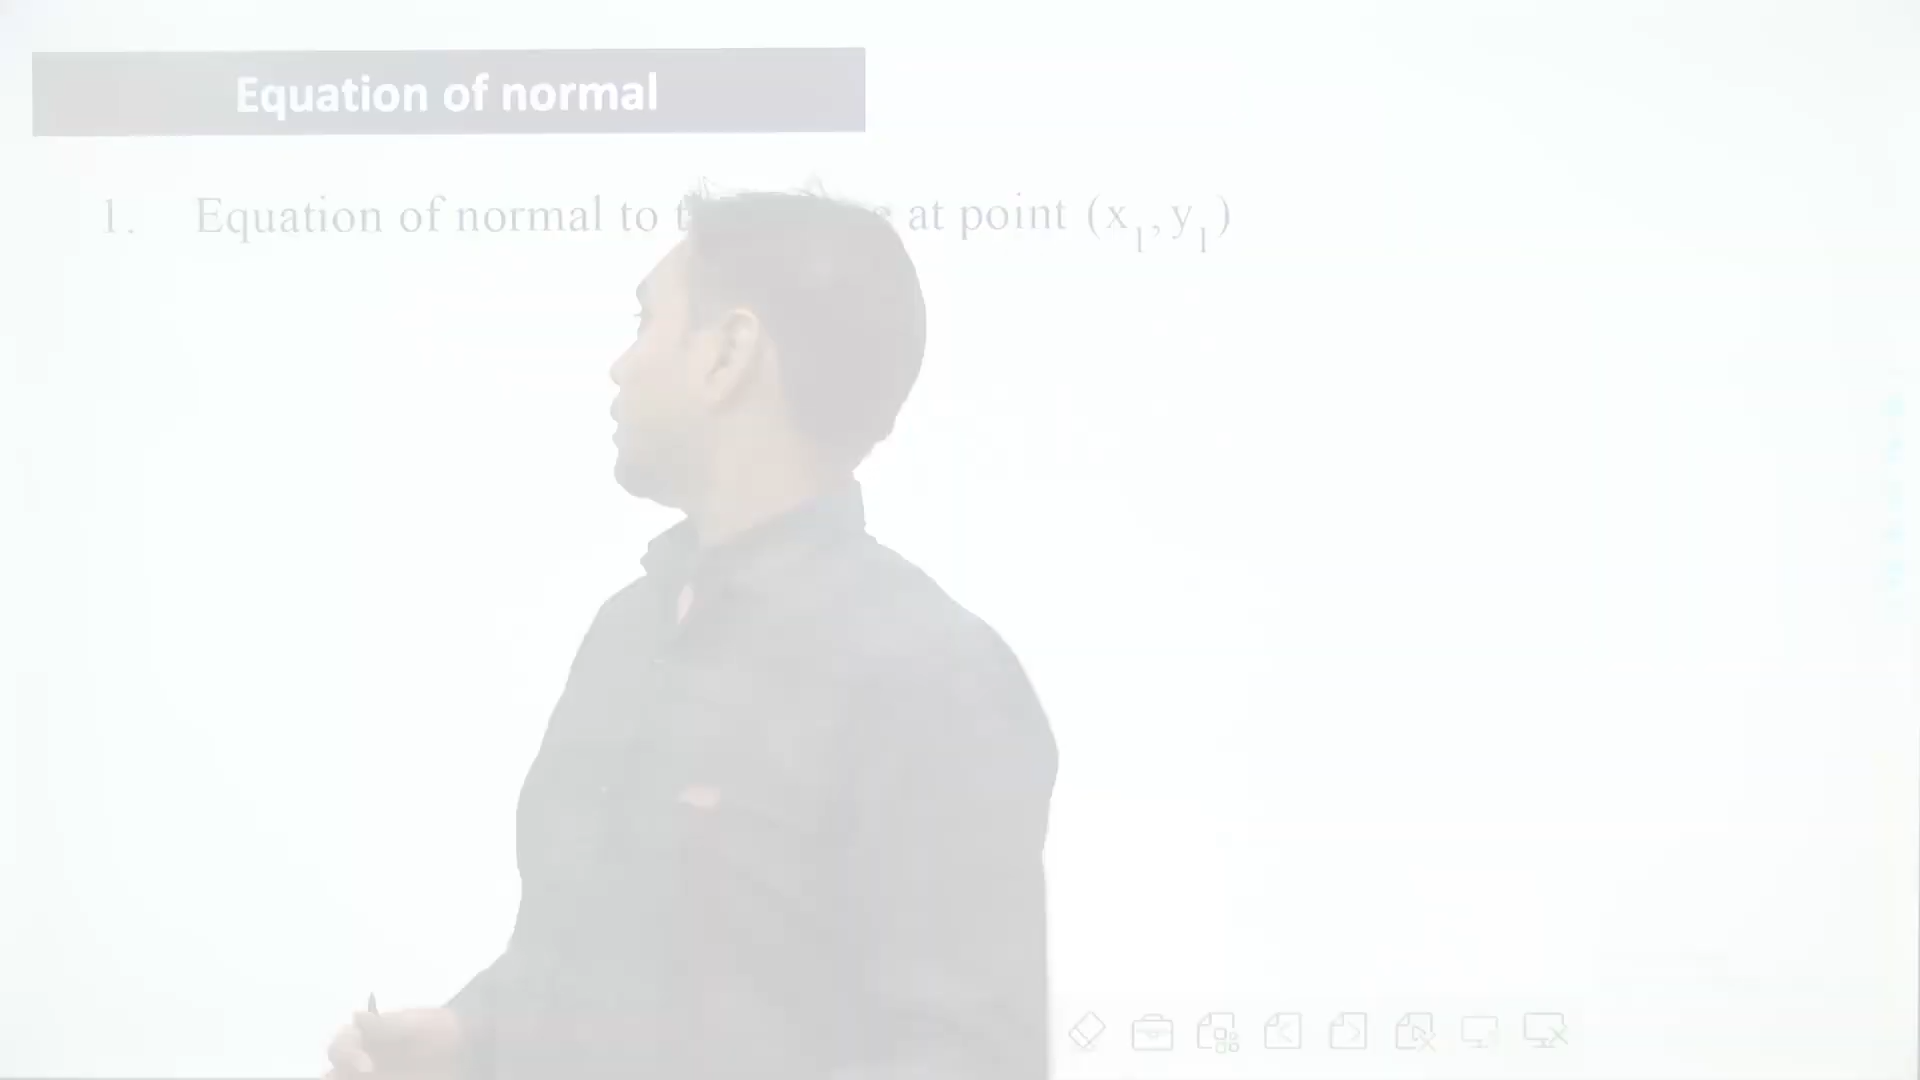 Equation of normal
1. Equation of normal to at point (x₁, y₁)